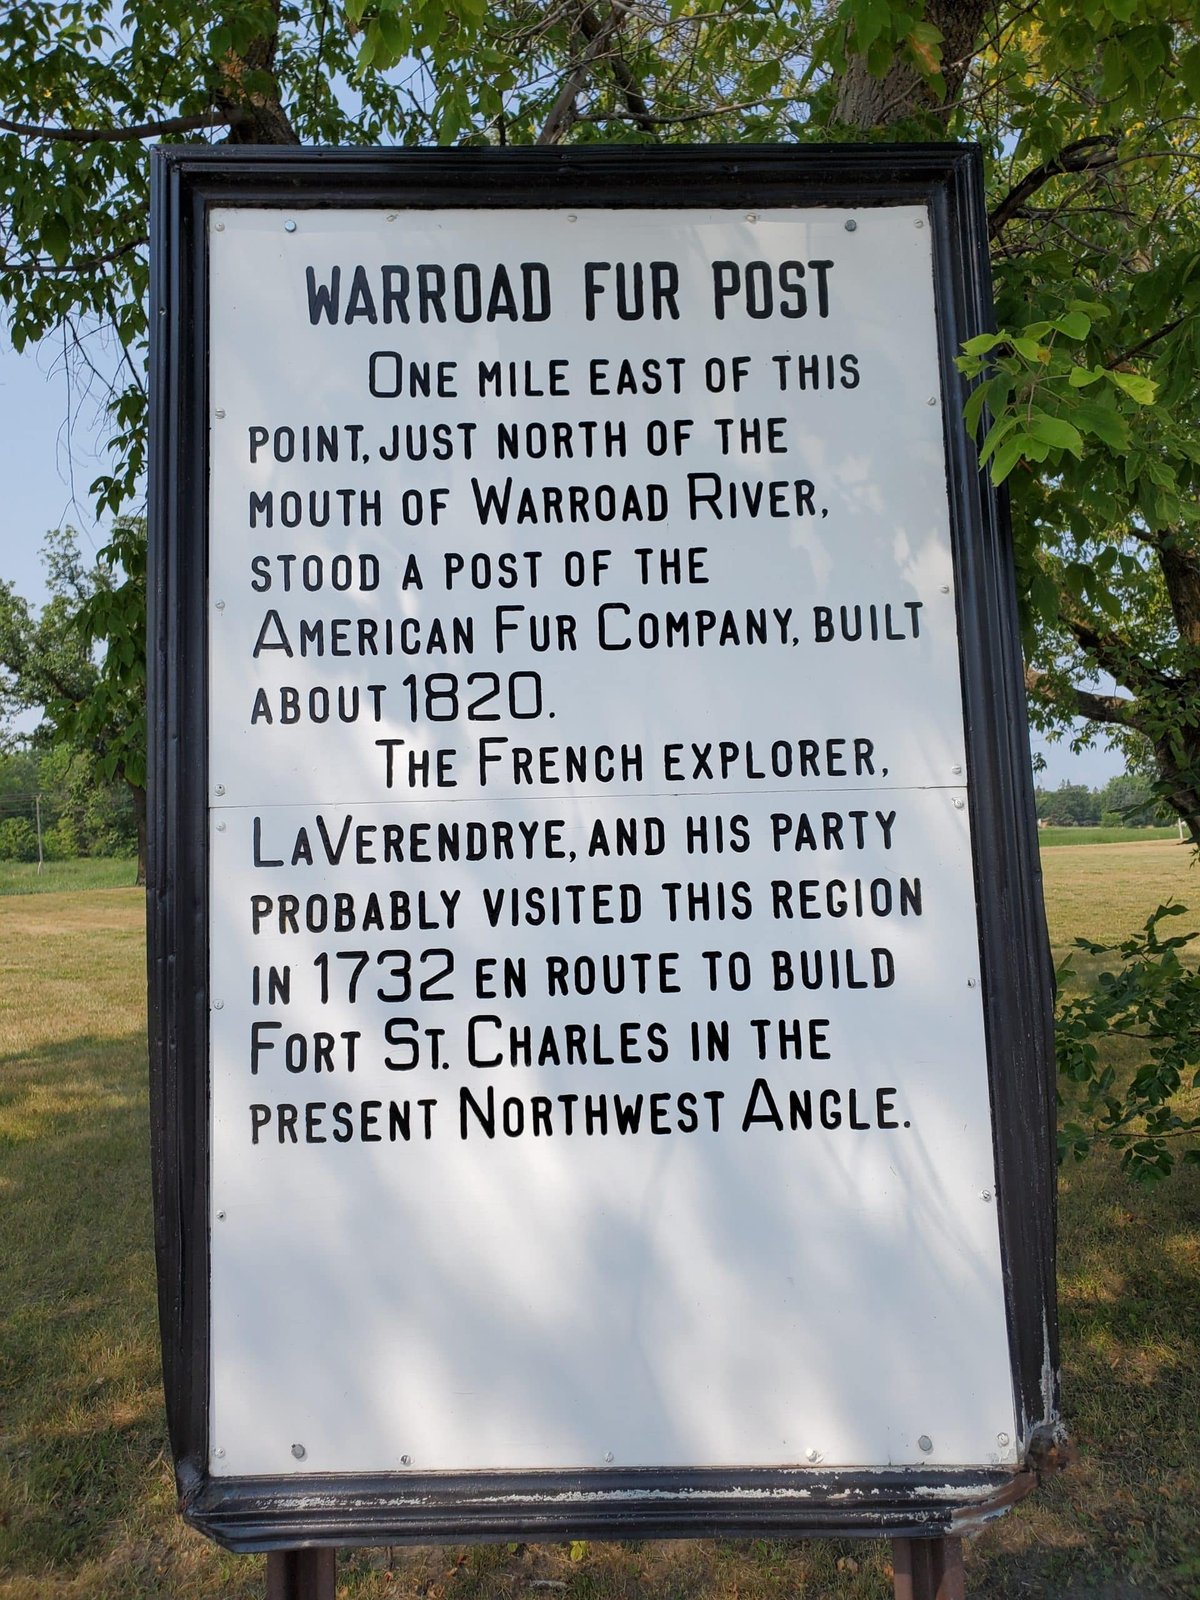 WARROAD FUR POST
ONE MILE EAST OF THIS
POINT, JUST NORTH OF THE
MOUTH OF WARROAD RIVER,
STOOD A POST OF THE
AMERICAN FUR COMPANY, BUILT
ABOUT 1820.
THE FRENCH EXPLORER,
LAVERENDRYE, AND HIS PARTY
PROBABLY VISITED THIS REGION
IN 1732 EN ROUTE TO BUILD
FORT ST. CHARLES IN THE
PRESENT NORTHWEST ANGLE.